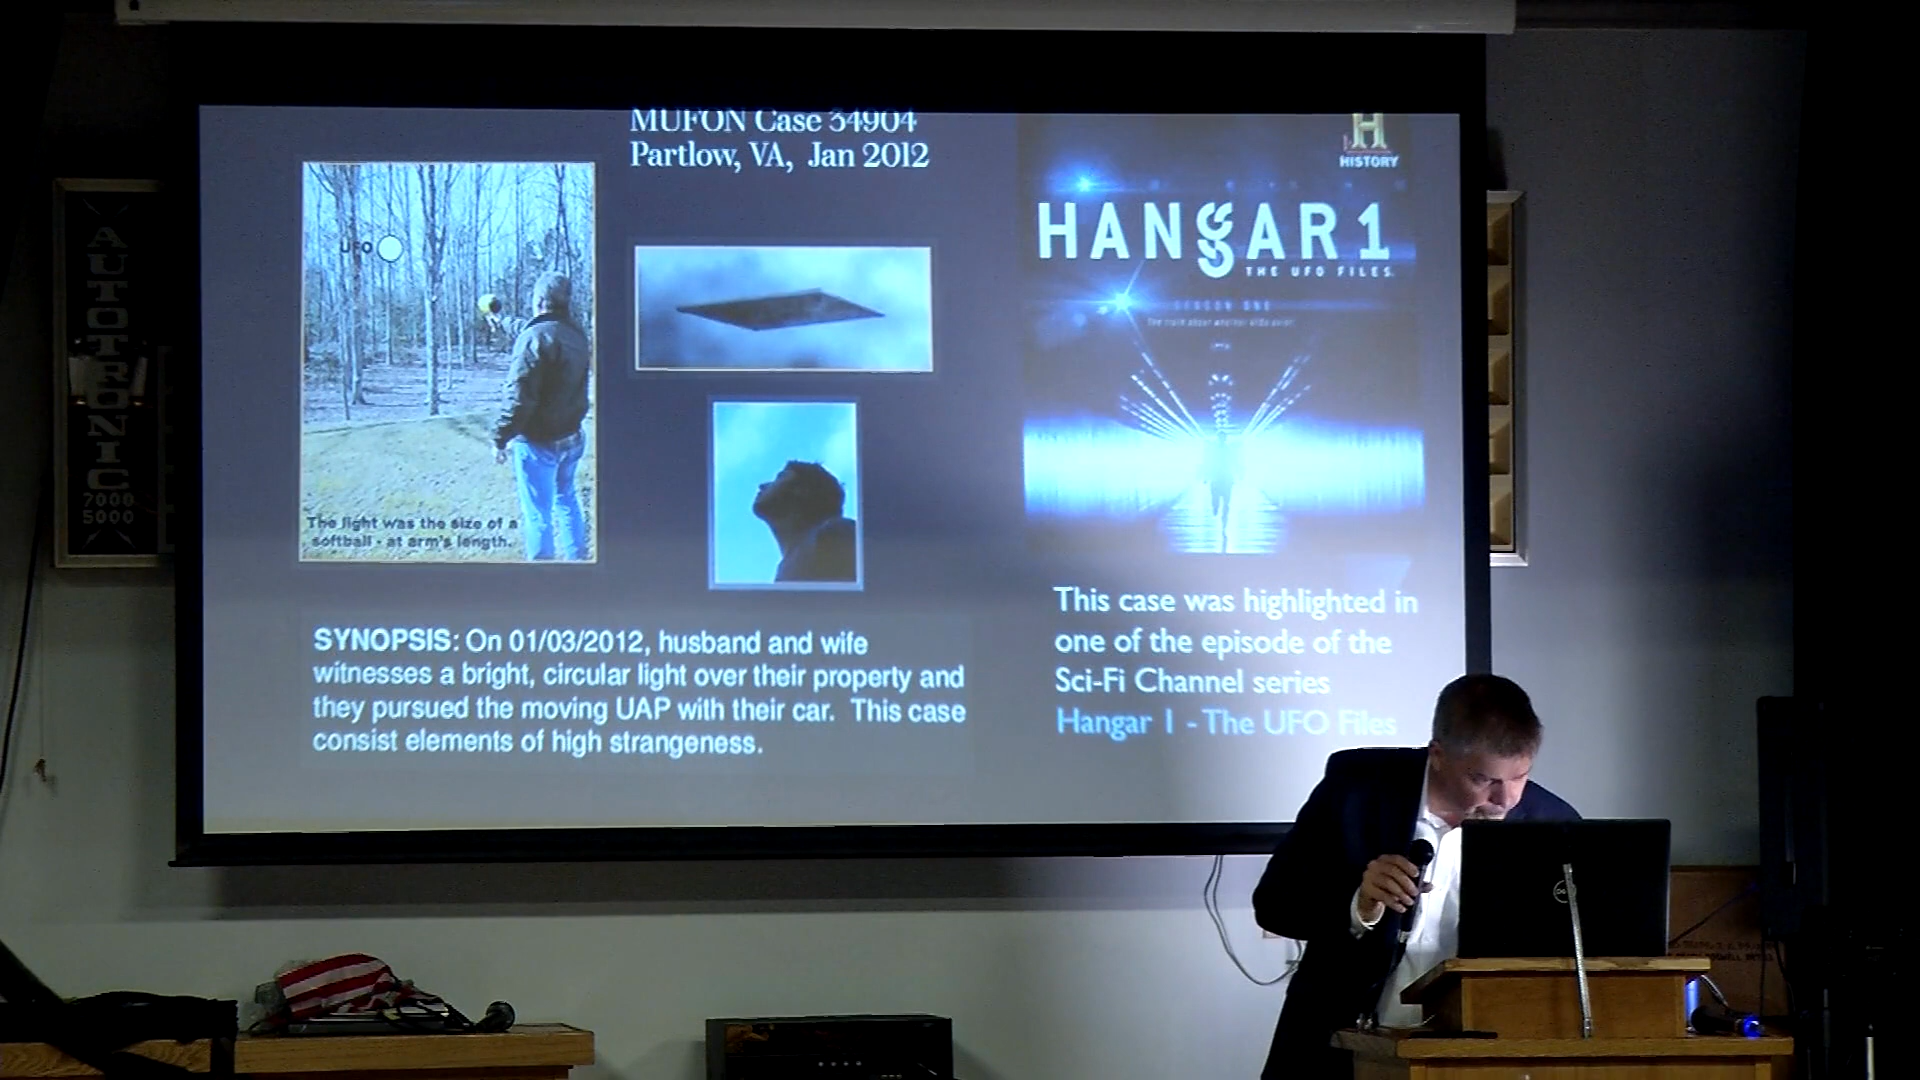 MUFON Case 34904
Partlow, VA, Jan 2012
UFO
The light was the size of a
softball - at arm's length.
SYNOPSIS: On 01/03/2012, husband and wife
witnesses a bright, circular light over their property and
they pursued the moving UAP with their car. This case
consist elements of high strangeness.
H
HISTORY
HANGAR 1
THE UFO FILES
SEASON ONE
This case was highlighted in
one of the episode of the
Sci-Fi Channel series
Hangar 1 - The UFO Files
AUTOTRONIC
7000
5000